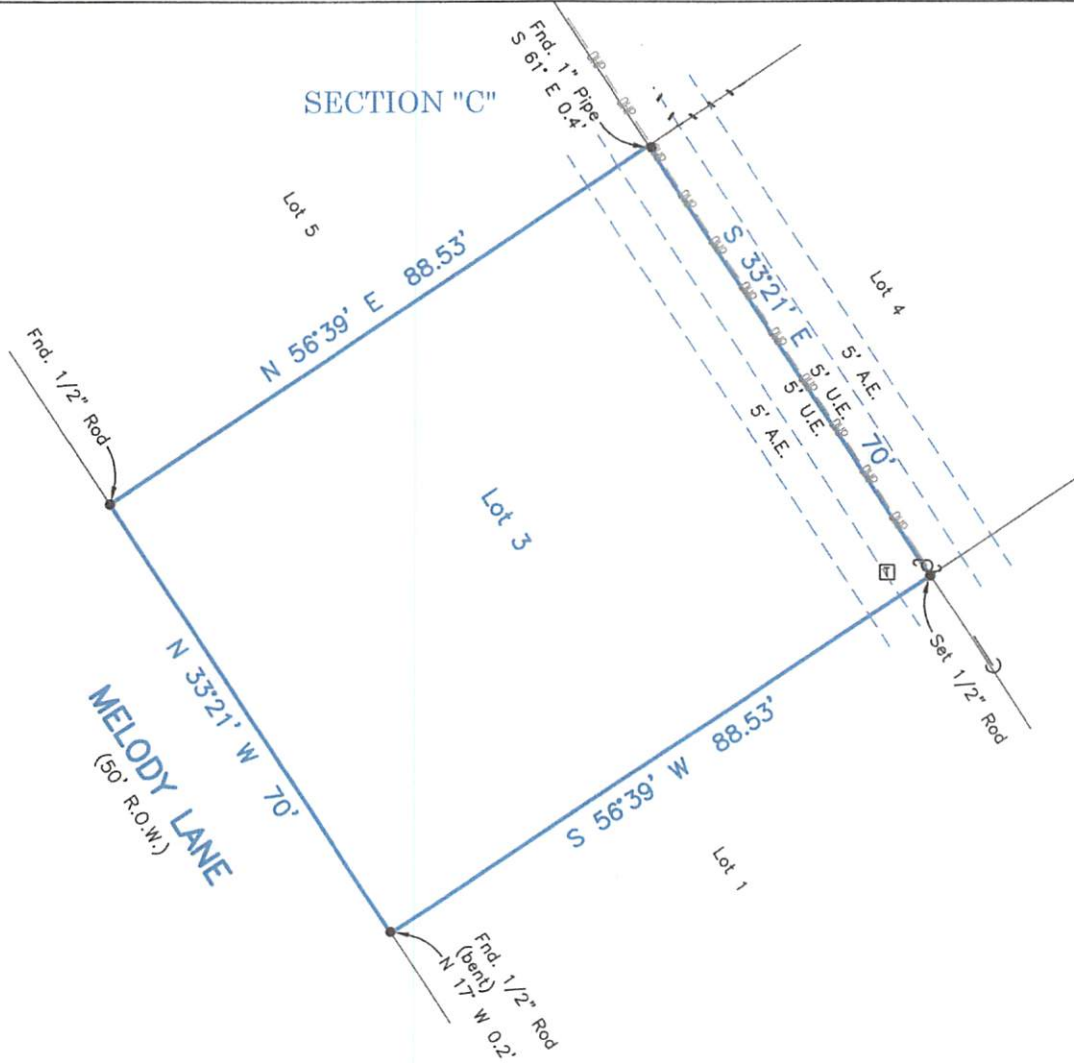 Fnd. 1" Pipe
S 61° E 0.4'
SECTION "C"
Lot 5
N 56°39' E 88.53'
S 33°21' E 70'
Lot 4
5' A.E.
5' U.E.
5' U.E.
5' A.E.
Fnd. 1/2" Rod
Lot 3
N 33°21' W 70'
MELODY LANE
(50' R.O.W.)
S 56°39' W 88.53'
Set 1/2" Rod
Lot 1
Fnd. 1/2" Rod
(bent)
N 17° W 0.2'